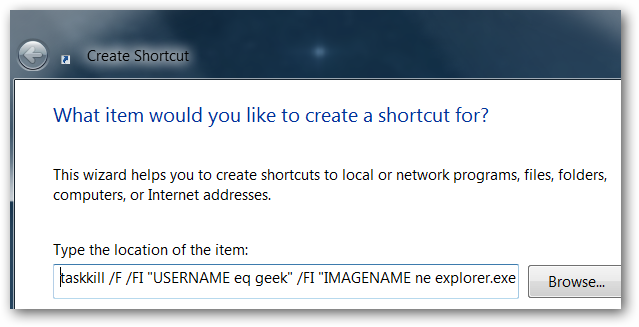 Create Shortcut
What item would you like to create a shortcut for?
This wizard helps you to create shortcuts to local or network programs, files, folders,
computers, or Internet addresses.
Type the location of the item:
taskkill /F /FI "USERNAME eq geek" /FI "IMAGENAME ne explorer.exe
Browse...